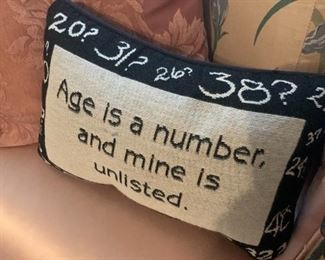 20? 31? 26? 38?
Age is a number,
and mine is
unlisted.